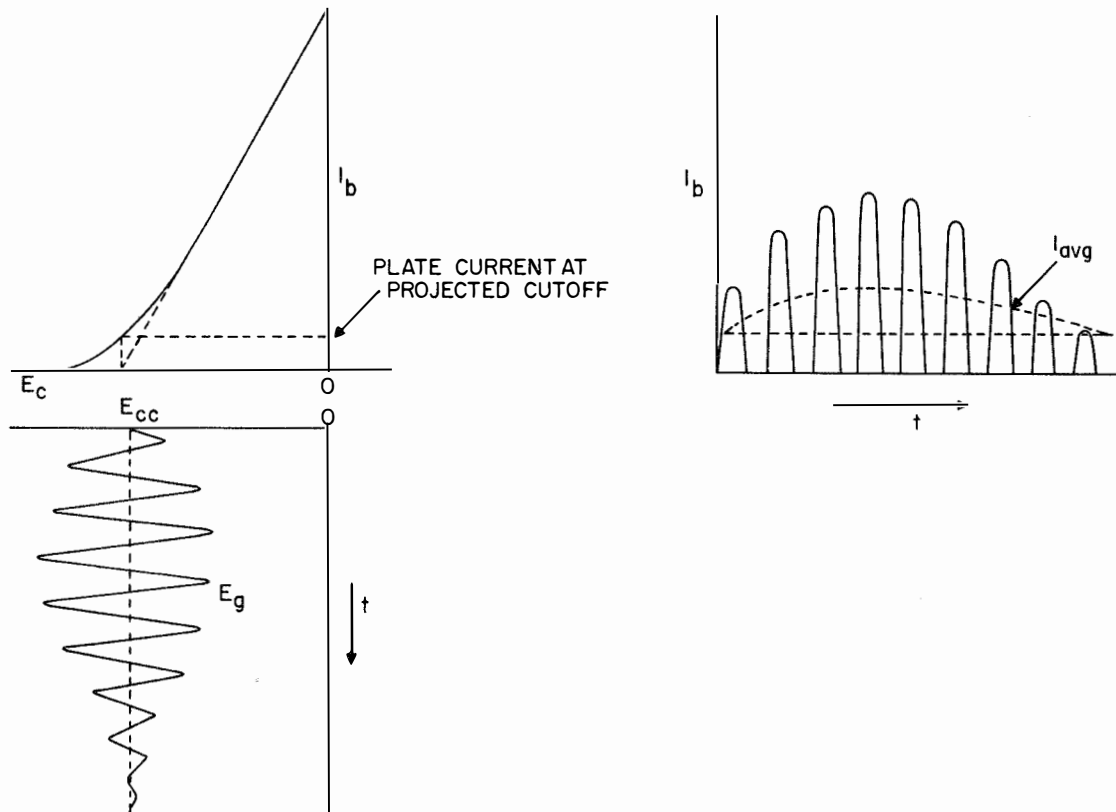 I_b
PLATE CURRENT AT
PROJECTED CUTOFF
E_c
0
E_cc
0
E_g
t
I_b
I_avg
t